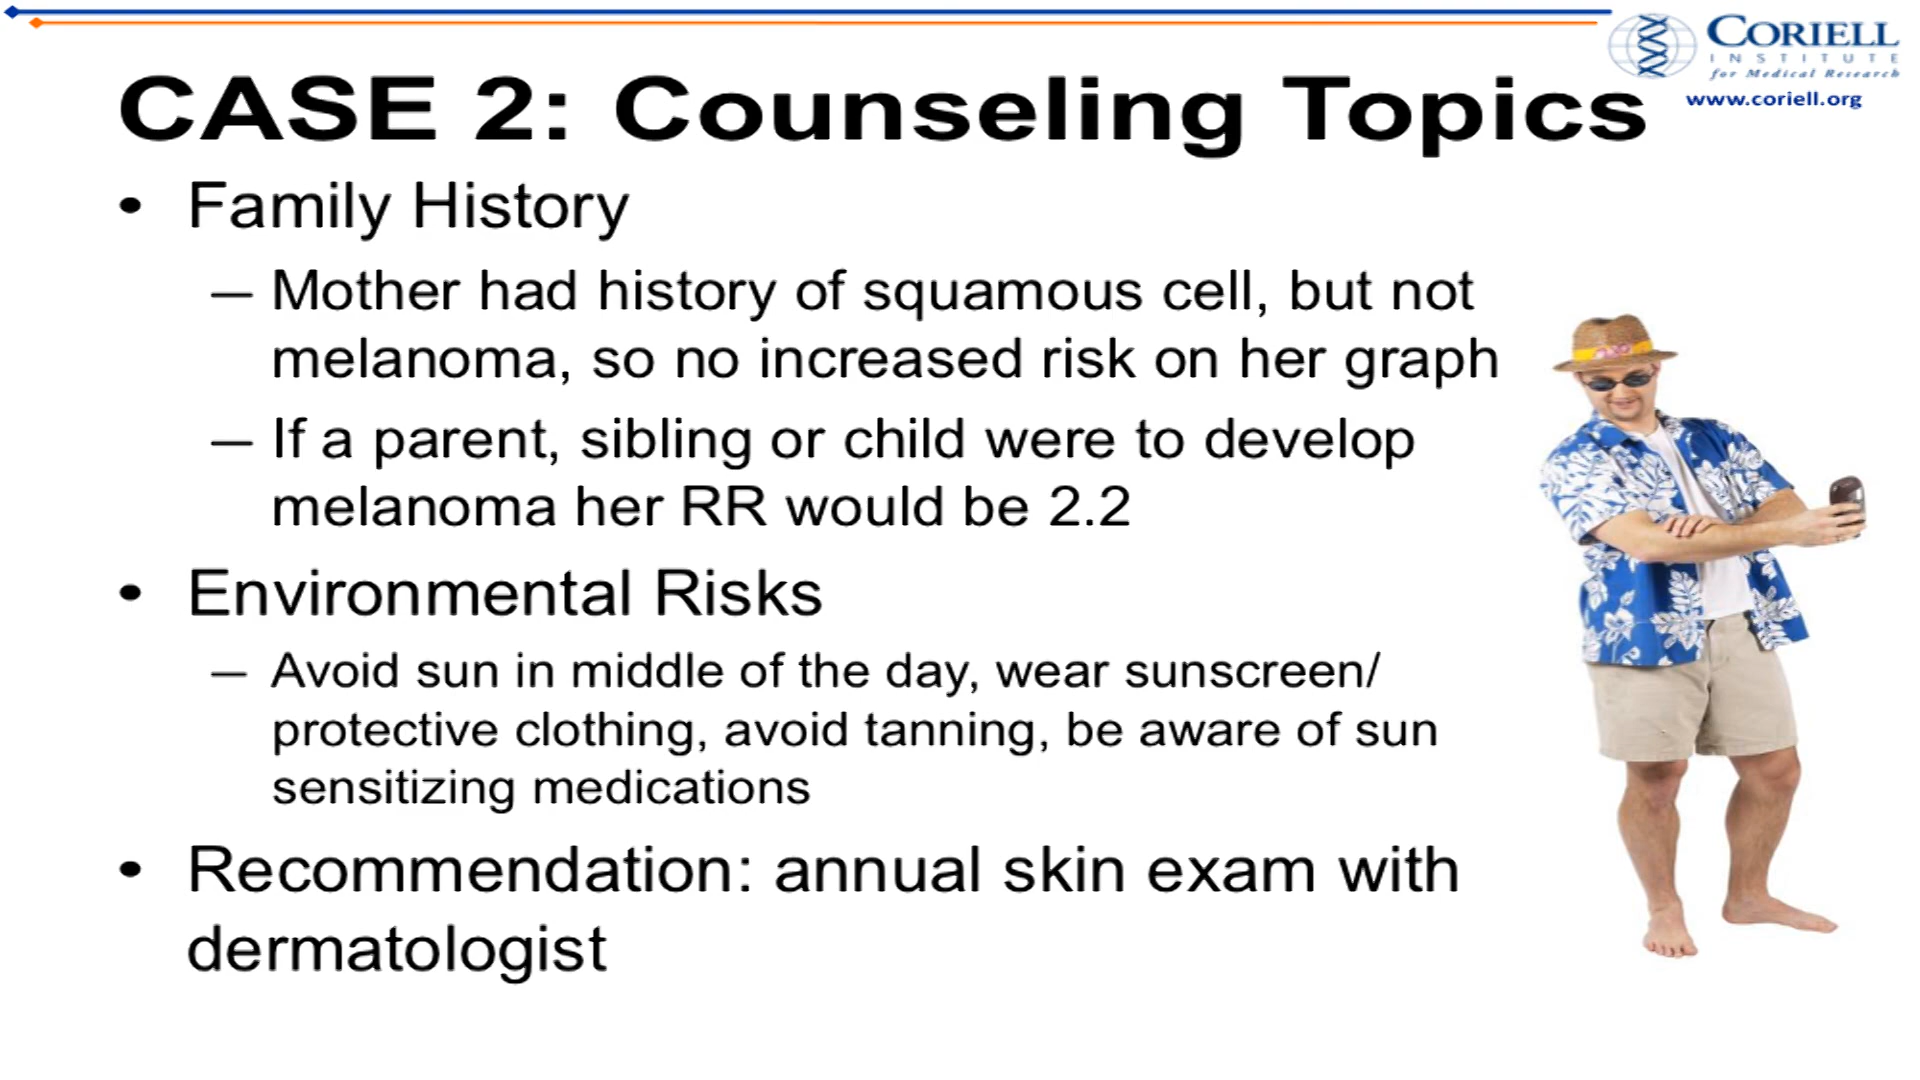 CORIELL
INSTITUTE
for Medical Research
www.coriell.org
CASE 2: Counseling Topics
• Family History
— Mother had history of squamous cell, but not
melanoma, so no increased risk on her graph
— If a parent, sibling or child were to develop
melanoma her RR would be 2.2
• Environmental Risks
— Avoid sun in middle of the day, wear sunscreen/
protective clothing, avoid tanning, be aware of sun
sensitizing medications
• Recommendation: annual skin exam with
dermatologist